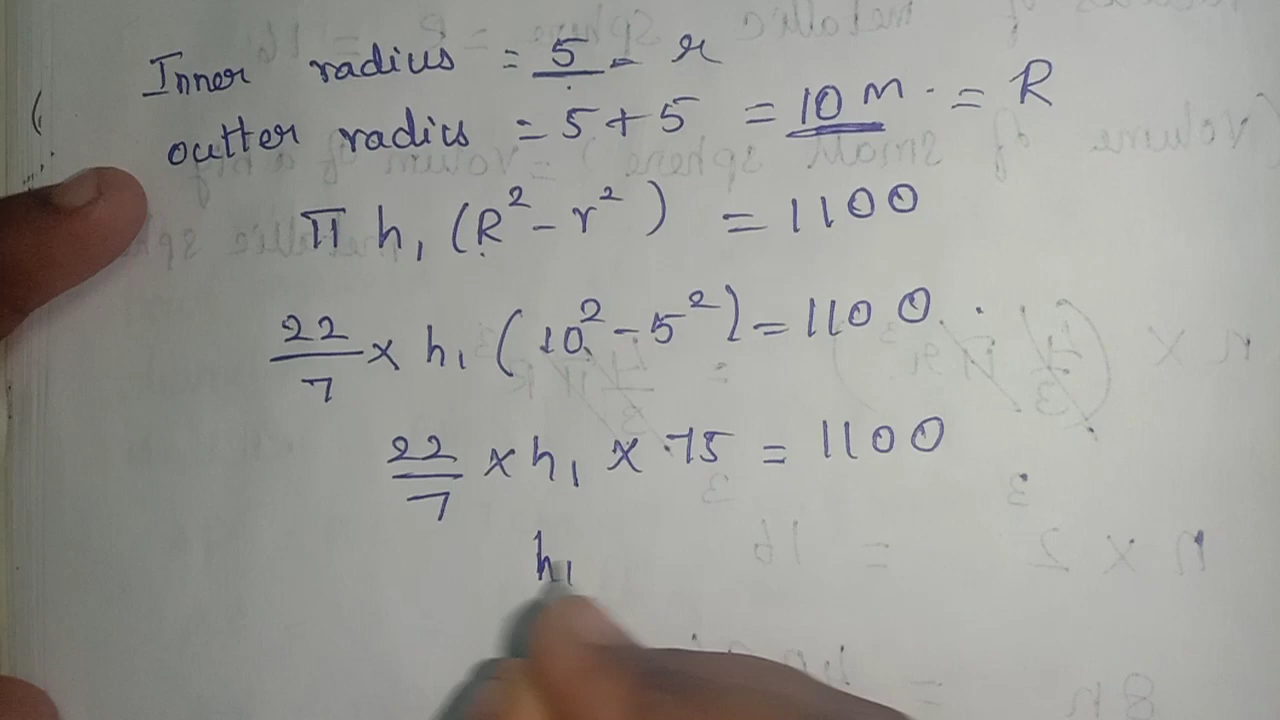 Inner radius = 5 = r
outter radius = 5 + 5 = 10 m . = R
π h₁ (R² - r²) = 1100
22/7 × h₁ (10² - 5²) = 1100 .
22/7 × h₁ × 75 = 1100
h₁